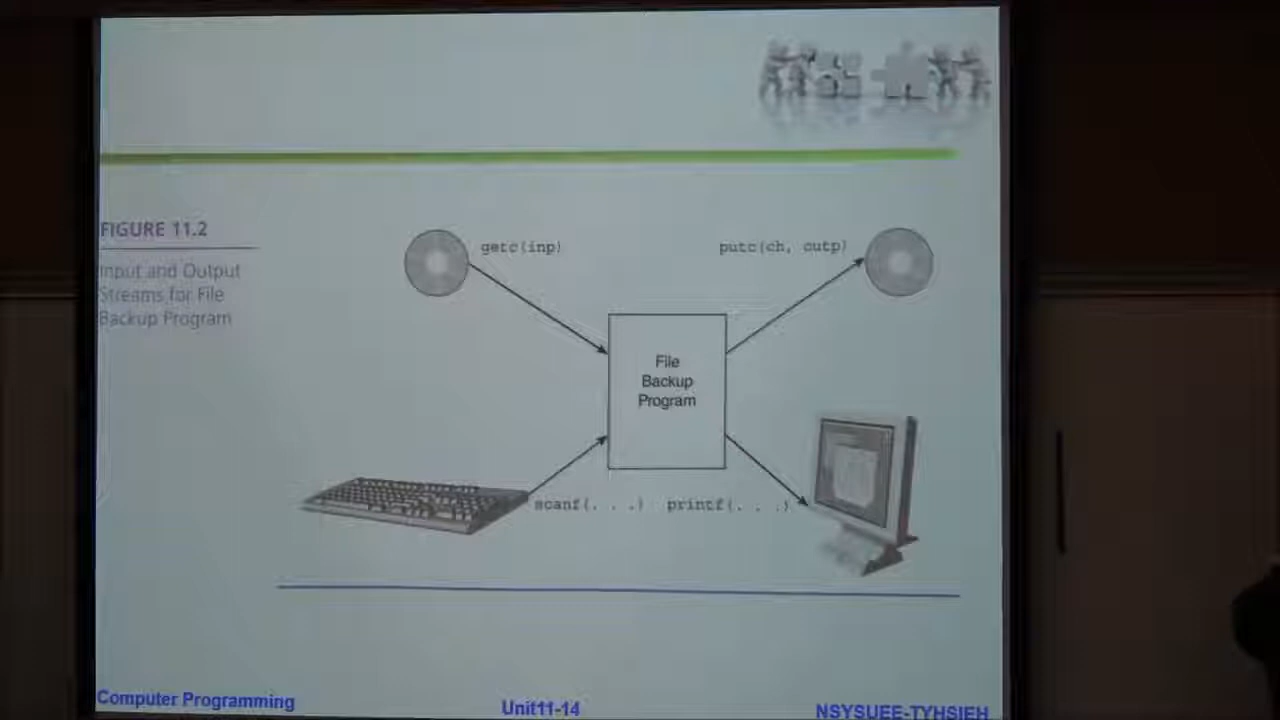 FIGURE 11.2
Input and Output
Streams for File
Backup Program
getc(inp)
putc(ch, outp)
File
Backup
Program
scanf(. . .)
printf(. . .)
Computer Programming
Unit11-14
NSYSUEE-TYHSIEH